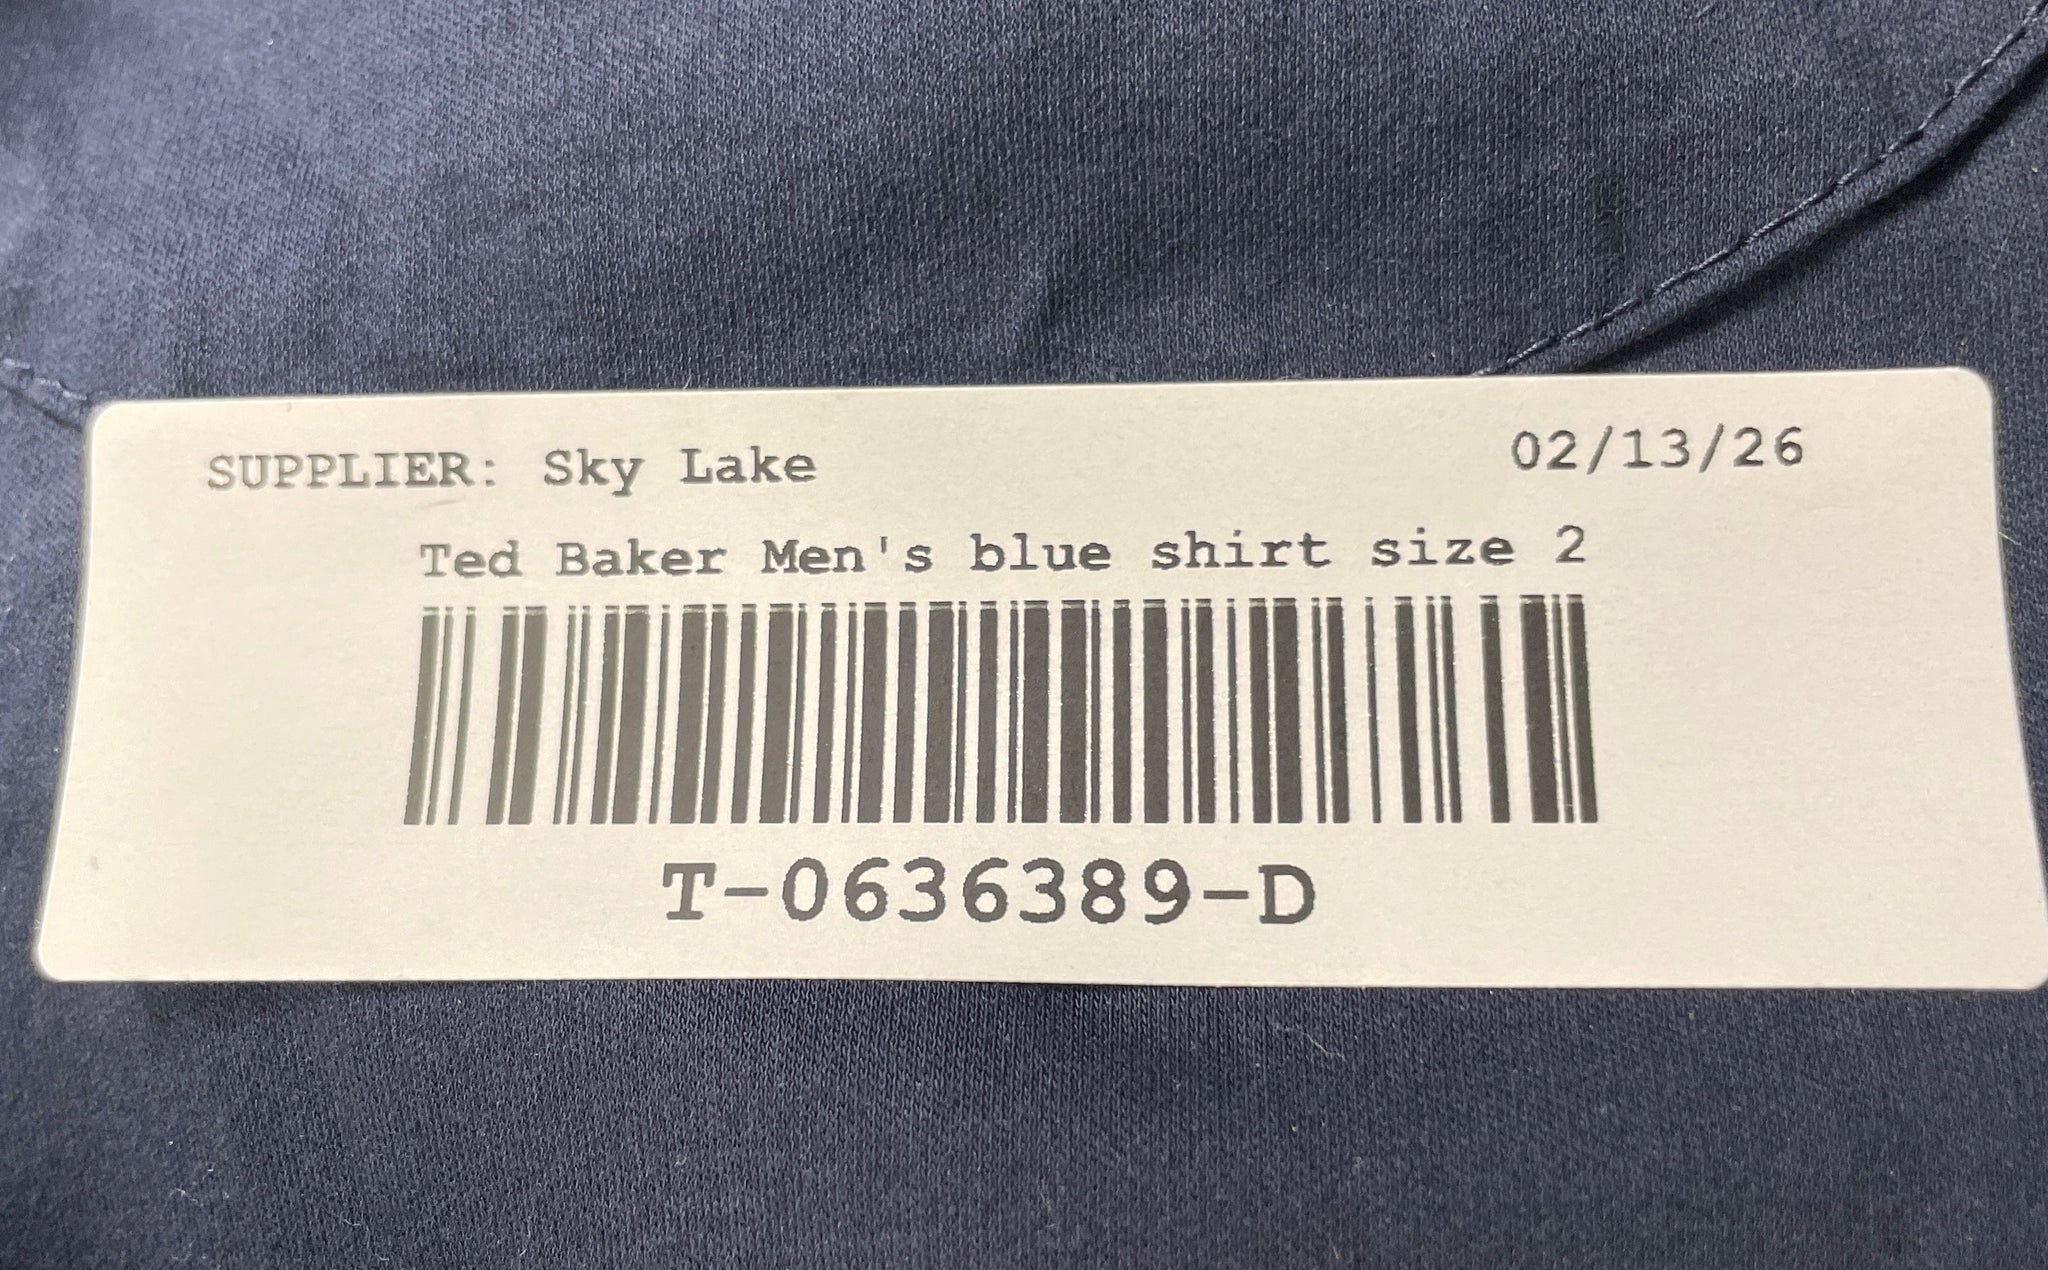 SUPPLIER: Sky Lake 02/13/26
Ted Baker Men's blue shirt size 2
T-0636389-D